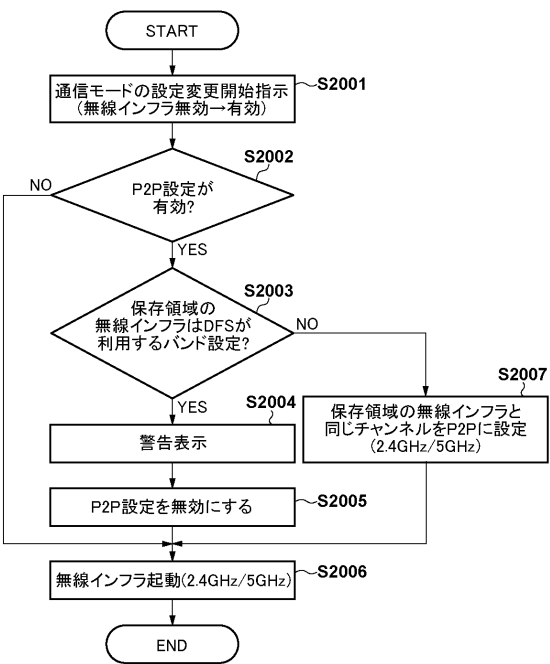 START
S2001
通信モードの設定変更開始指示
(無線インフラ無効→有効)
S2002
P2P設定が
有効?
NO
YES
S2003
保存領域の
無線インフラはDFSが
利用するバンド設定?
NO
YES
S2004
警告表示
S2007
保存領域の無線インフラと
同じチャンネルをP2Pに設定
(2.4GHz/5GHz)
S2005
P2P設定を無効にする
S2006
無線インフラ起動(2.4GHz/5GHz)
END